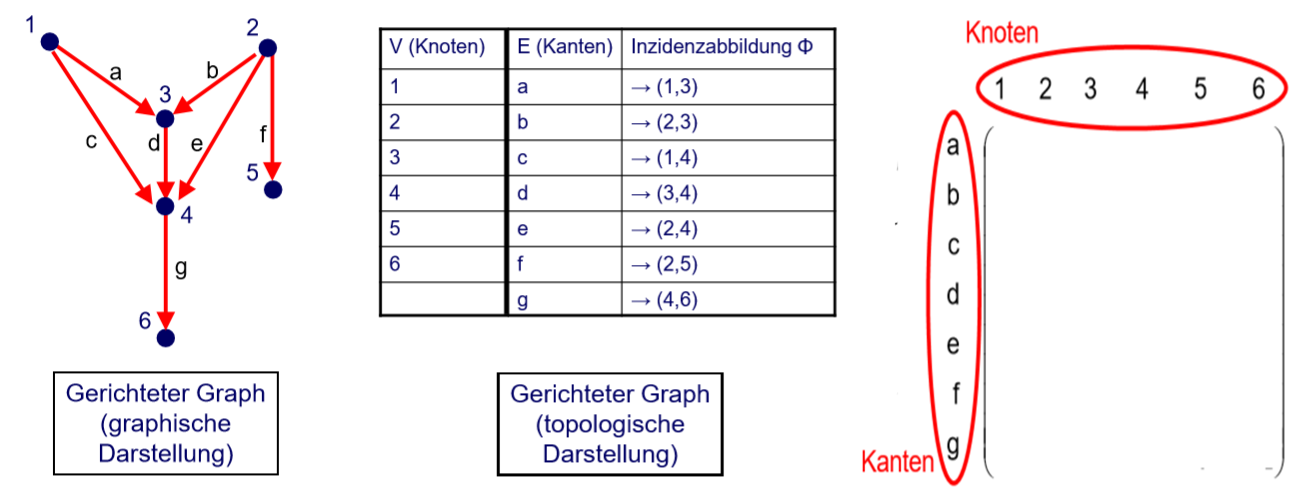 1
2
a
b
3
c
d
e
f
5
4
g
6
Gerichteter Graph
(graphische
Darstellung)
V (Knoten) E (Kanten) Inzidenzabbildung Φ
1 a → (1,3)
2 b → (2,3)
3 c → (1,4)
4 d → (3,4)
5 e → (2,4)
6 f → (2,5)
g → (4,6)
Gerichteter Graph
(topologische
Darstellung)
Knoten
1 2 3 4 5 6
a
b
c
d
e
f
g
Kanten